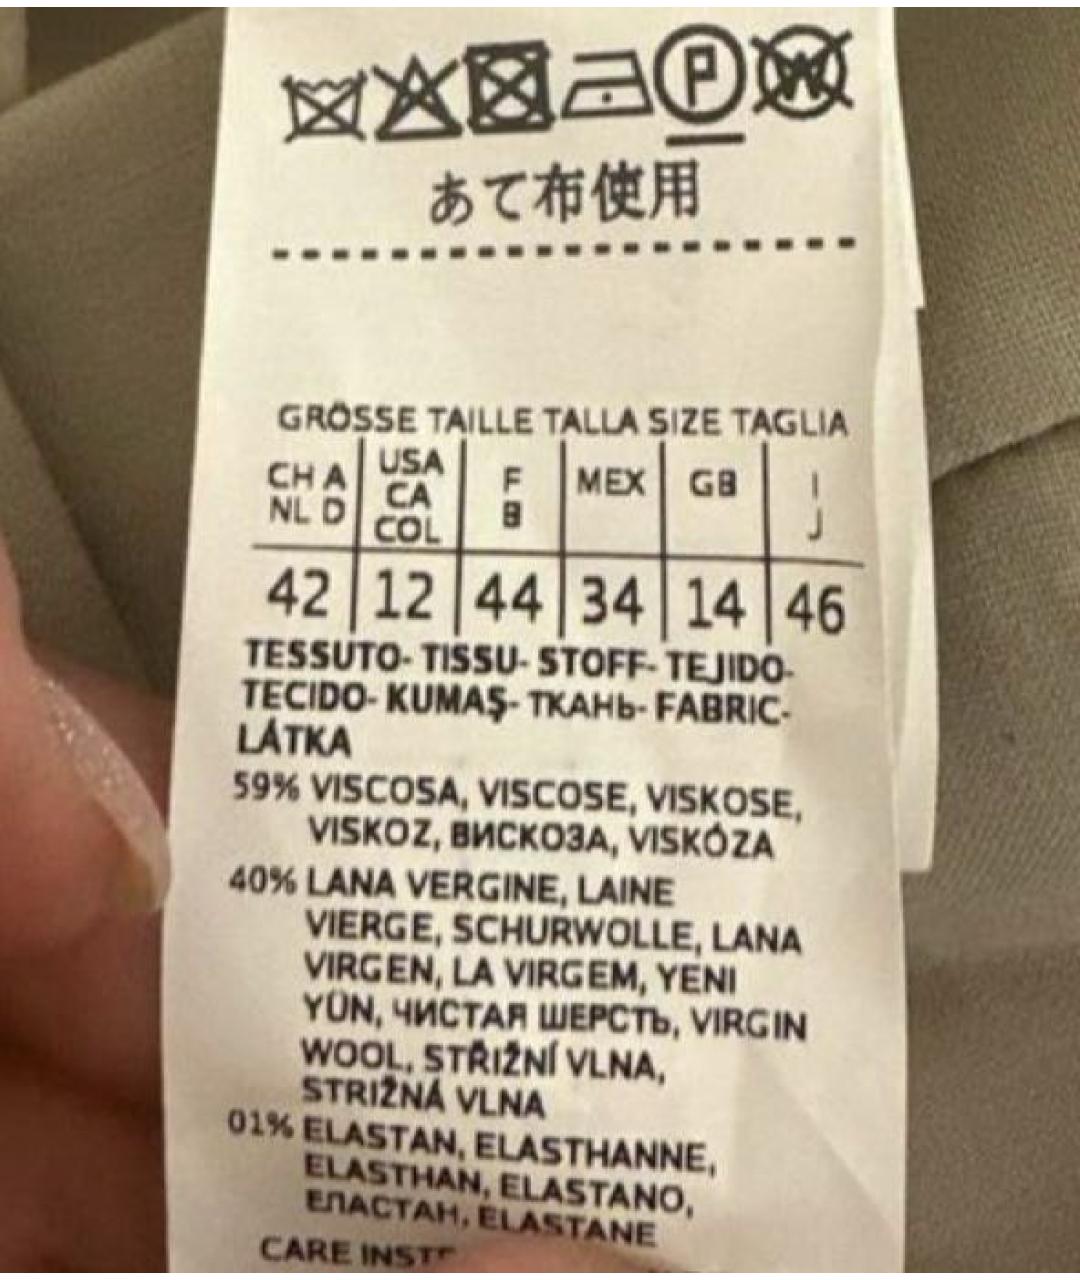 P W
あて布使用
GRÖSSE TAILLE TALLA SIZE TAGLIA
CH A NL D USA CA COL F B MEX GB I J
42 12 44 34 14 46
TESSUTO- TISSU- STOFF- TEJIDO-
TECIDO- KUMAŞ- ТКАНЬ- FABRIC-
LÁTKA
59% VISCOSA, VISCOSE, VISKOSE,
VISKOZ, ВИСКОЗА, VISKÓZA
40% LANA VERGINE, LAINE
VIERGE, SCHURWOLLE, LANA
VIRGEN, LA VIRGEM, YENI
YÜN, ЧИСТАЯ ШЕРСТЬ, VIRGIN
WOOL, STŘIŽNÍ VLNA,
STRIŽNÁ VLNA
01% ELASTAN, ELASTHANNE,
ELASTHAN, ELASTANO,
ЕПАСТАН, ELASTANE
CARE